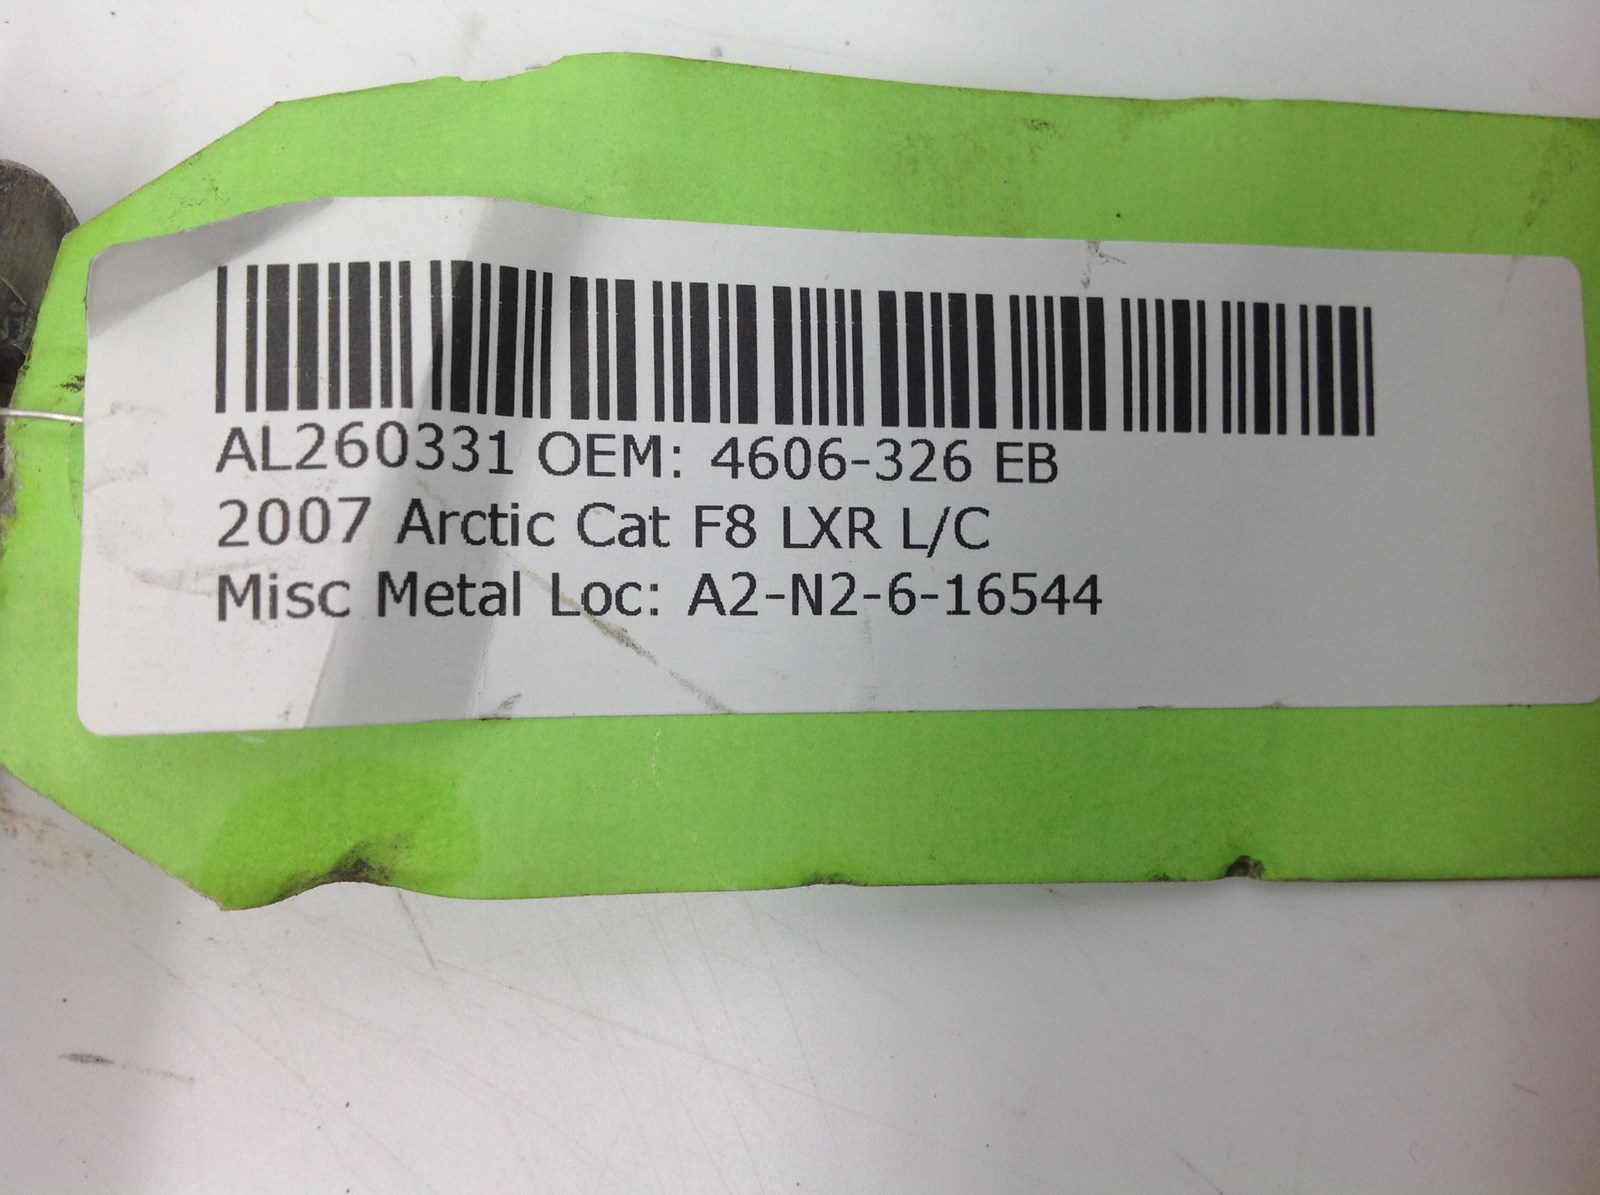 AL260331 OEM: 4606-326 EB
2007 Arctic Cat F8 LXR L/C
Misc Metal Loc: A2-N2-6-16544